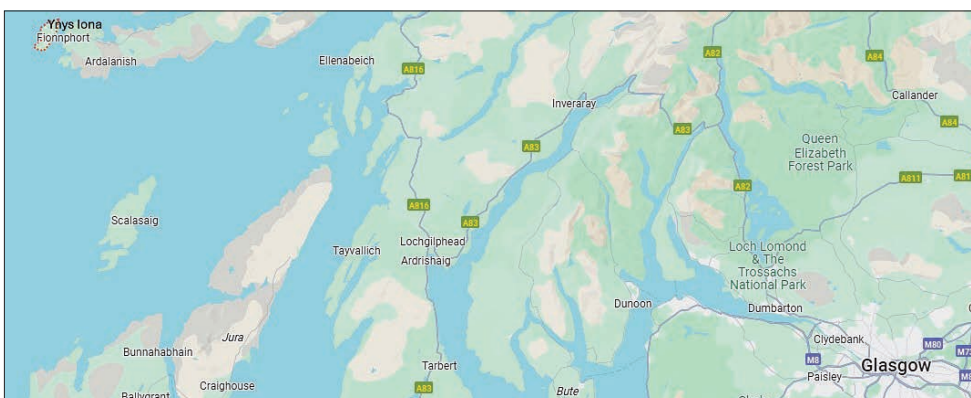 Ynys Iona
Fionnphort
Ardalanish
Ellenabeich
A816
A82
A84
Callander
Inveraray
A84
A83
A83
Queen
Elizabeth
Forest Park
A82
A811
Scalasaig
A816
A83
Tayvallich
Lochgilphead
Ardrishaig
Loch Lomond
& The
Trossachs
National Park
Dunoon
Dumbarton
Jura
Bunnahabhain
Clydebank
M80
M8
Glasgow
Tarbert
Paisley
Craighouse
A83
Bute
Ballygrant